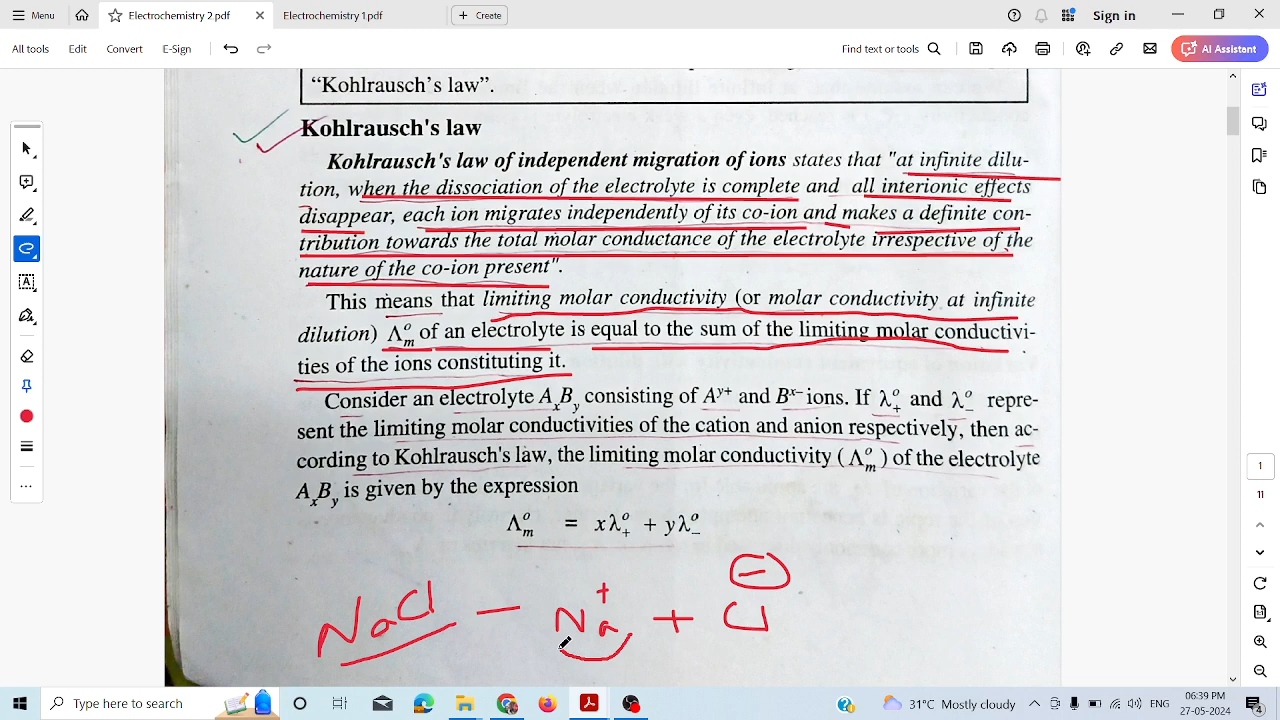 Menu Electrochemistry 2.pdf Electrochemistry 1pdf Create Sign in
All tools Edit Convert E-Sign Find text or tools AI Assistant
“Kohlrausch’s law”.
Kohlrausch's law
Kohlrausch's law of independent migration of ions states that "at infinite dilu-
tion, when the dissociation of the electrolyte is complete and all interionic effects
disappear, each ion migrates independently of its co-ion and makes a definite con-
tribution towards the total molar conductance of the electrolyte irrespective of the
nature of the co-ion present".
This means that limiting molar conductivity (or molar conductivity at infinite
dilution) Λ°m of an electrolyte is equal to the sum of the limiting molar conductivi-
ties of the ions constituting it.
Consider an electrolyte AxBy consisting of A^y+ and B^x– ions. If λ°+ and λ°– repre-
sent the limiting molar conductivities of the cation and anion respectively, then ac-
cording to Kohlrausch's law, the limiting molar conductivity (Λ°m) of the electrolyte
AxBy is given by the expression
Λ°m = xλ°+ + yλ°–
NaCl – Na+ + Cl–
1
11
Type here to search
31°C Mostly cloudy ENG 06:39 PM 27-05-2024 4